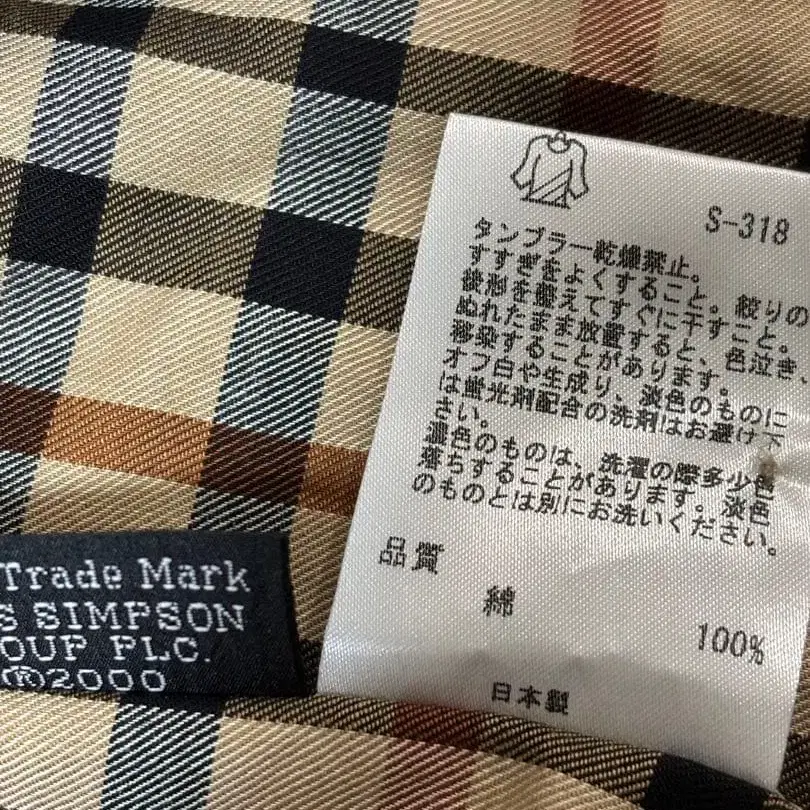 S-318
タンブラー乾燥禁止。
すすぎをよくすること。絞りの
後形を整えてすぐに干すこと。
ぬれたまま放置すると、色泣き、
移染することがあります。
オフ白や生成り、淡色のものに
は蛍光剤配合の洗剤はお避け下
さい。
濃色のものは、洗濯の際多少色
落ちすることがあります。淡色
のものとは別にお洗いください。
品質
綿
100%
日本製
Trade Mark
S SIMPSON
OUP PLC.
®2000